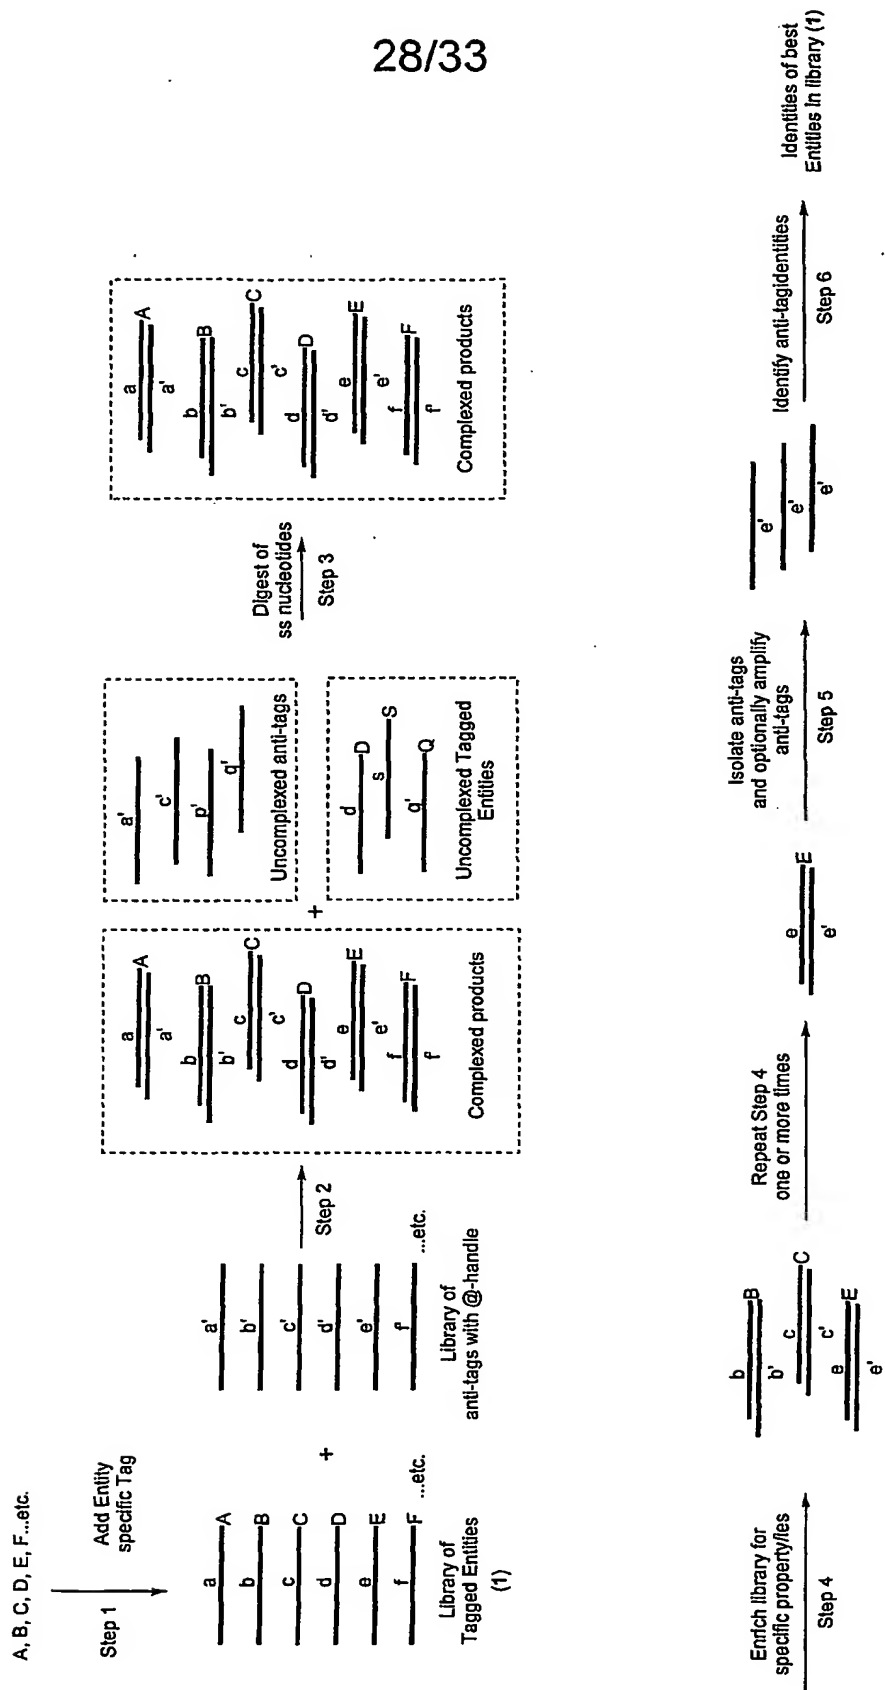 28/33
A, B, C, D, E, F...etc.
Step 1
Add Entity
specific Tag
a
A
b
B
c
C
d
D
e
E
f
F
...etc.
Library of
Tagged Entities
(1)
+
a'
b'
c'
d'
e'
f'
...etc.
Library of
anti-tags with @-handle
Step 2
a
A
a'
b
B
b'
c
C
c'
d
D
d'
e
E
e'
f
F
f'
Complexed products
+
a'
c'
p'
q'
Uncomplexed anti-tags
d
D
s
S
q'
Q
Uncomplexed Tagged
Entities
Digest of
ss nucleotides
Step 3
a
A
a'
b
B
b'
c
C
c'
d
D
d'
e
E
e'
f
F
f'
Complexed products
Enrich library for
specific property/ies
Step 4
b
B
b'
c
C
c'
e
E
e'
Repeat Step 4
one or more times
e
E
e'
Isolate anti-tags
and optionally amplify
anti-tags
Step 5
e'
e'
e'
Identify anti-tagidentities
Step 6
Identities of best
Entities in library (1)